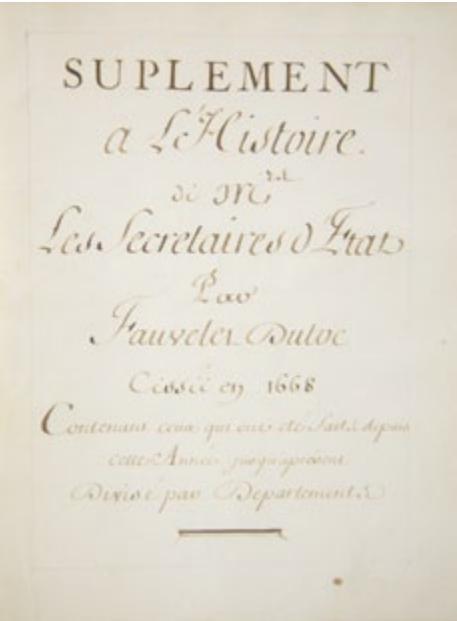 SUPLEMENT
a L'Histoire.
de Mrs
Les Secretaires d'Etat
Par
Fauvelet Dutoc
Cessée en 1668
Contenant ceux qui ont eté faits depuis
cette Année jusqu'apresent
Divisé par Departements